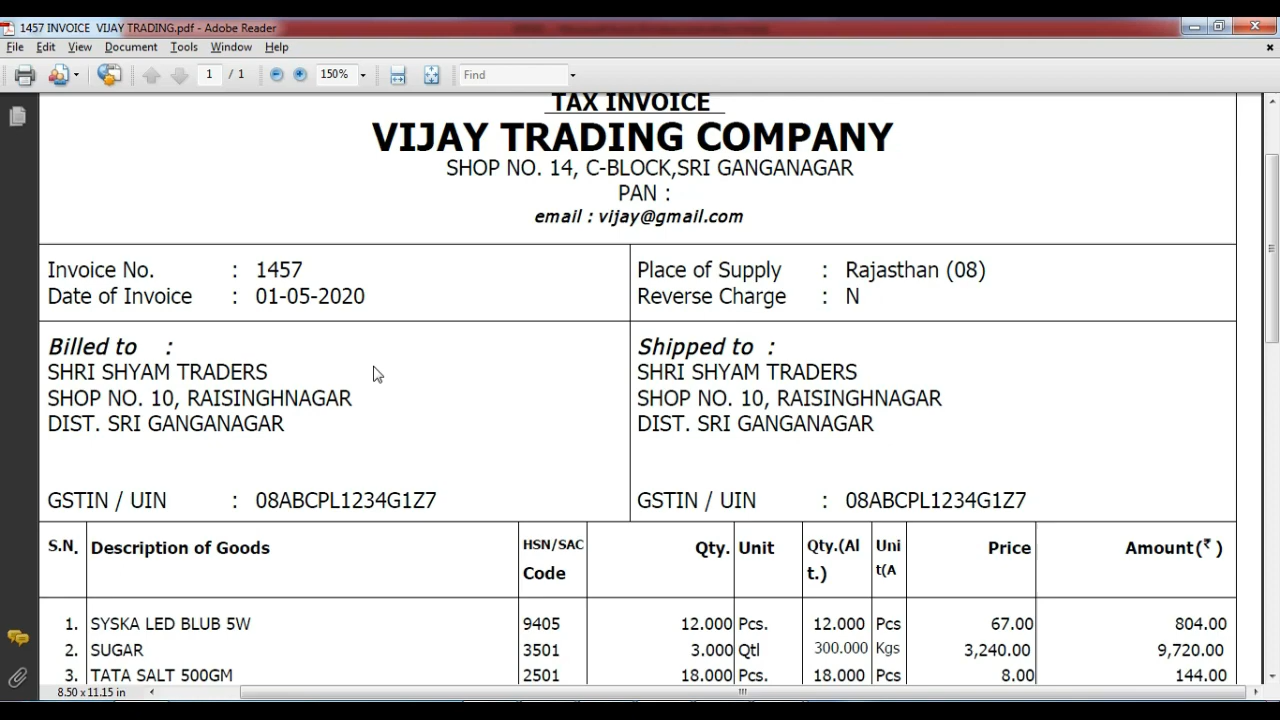 1457 INVOICE VIJAY TRADING.pdf - Adobe Reader
File Edit View Document Tools Window Help
1 / 1 150% Find
TAX INVOICE
VIJAY TRADING COMPANY
SHOP NO. 14, C-BLOCK,SRI GANGANAGAR
PAN :
email : vijay@gmail.com
Invoice No. : 1457
Date of Invoice : 01-05-2020
Place of Supply : Rajasthan (08)
Reverse Charge : N
Billed to :
SHRI SHYAM TRADERS
SHOP NO. 10, RAISINGHNAGAR
DIST. SRI GANGANAGAR
GSTIN / UIN : 08ABCPL1234G1Z7
Shipped to :
SHRI SHYAM TRADERS
SHOP NO. 10, RAISINGHNAGAR
DIST. SRI GANGANAGAR
GSTIN / UIN : 08ABCPL1234G1Z7
S.N. Description of Goods HSN/SAC Qty. Unit Qty.(Al Uni Price Amount(₹ )
Code t.) t(A
1. SYSKA LED BLUB 5W 9405 12.000 Pcs. 12.000 Pcs 67.00 804.00
2. SUGAR 3501 3.000 Qtl 300.000 Kgs 3,240.00 9,720.00
3. TATA SALT 500GM 2501 18.000 Pcs. 18.000 Pcs 8.00 144.00
8.50 x 11.15 in